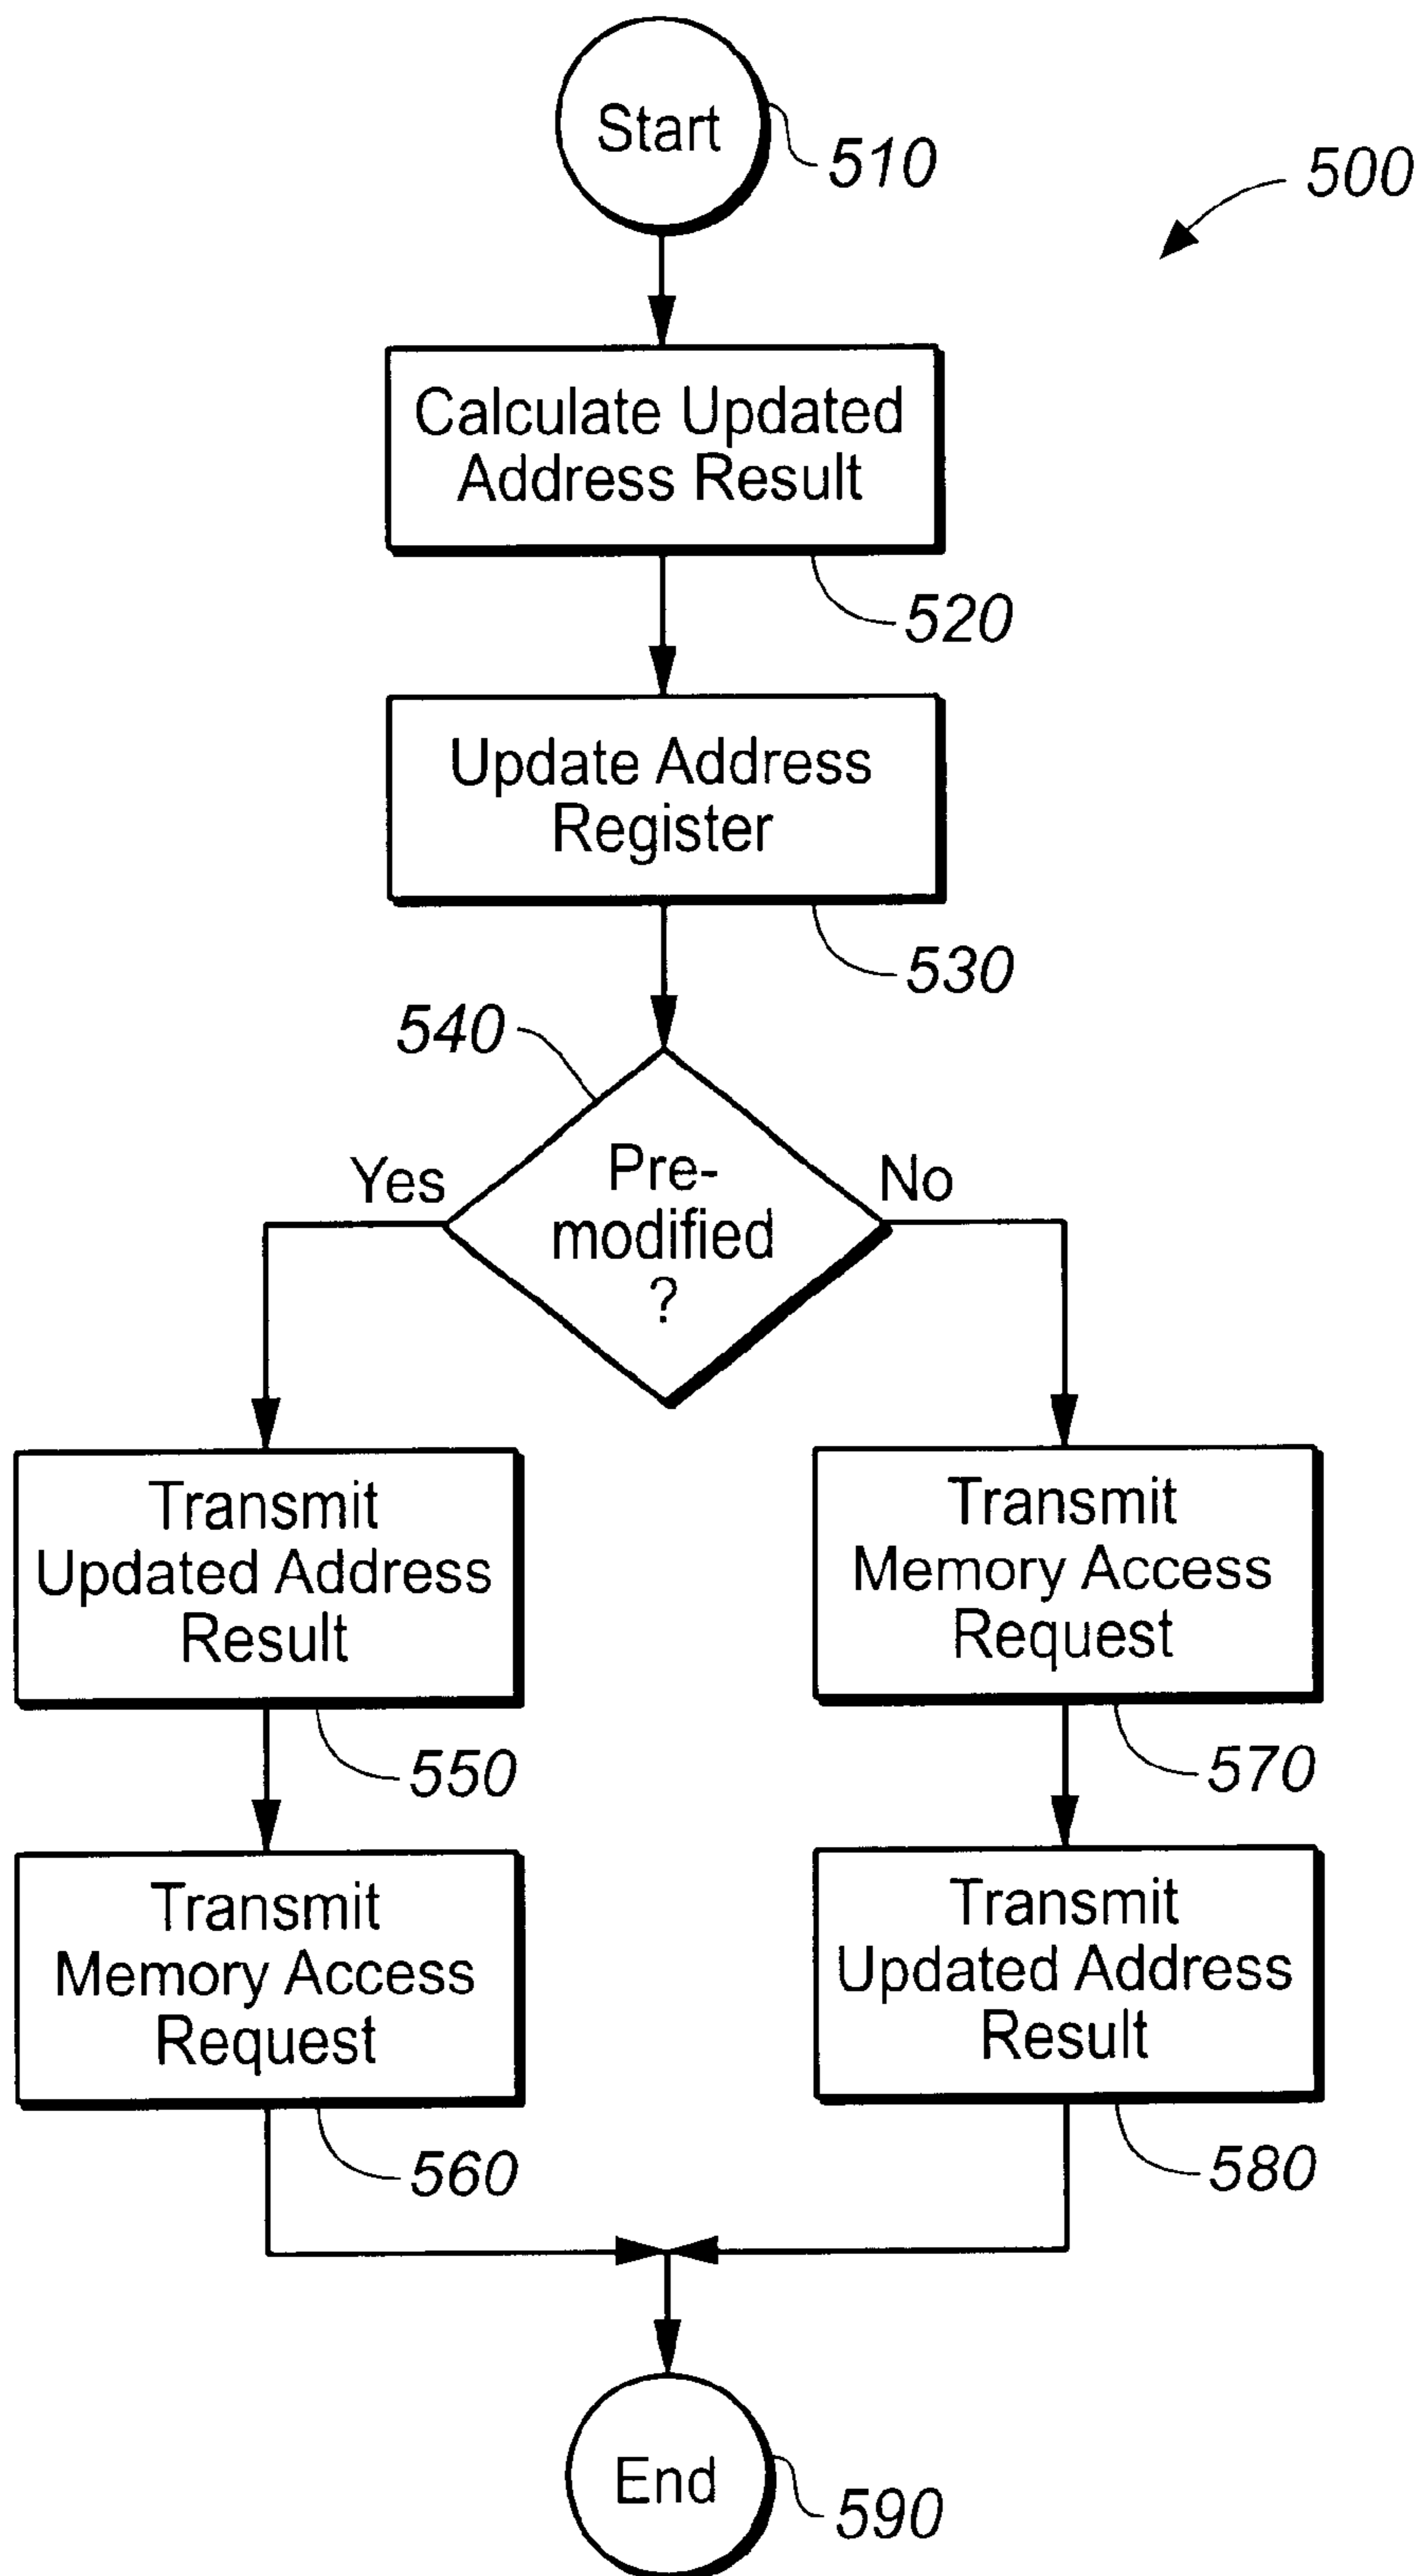 Start
510
500
Calculate Updated
Address Result
520
Update Address
Register
530
540
Yes
Pre-
modified
?
No
Transmit
Updated Address
Result
550
Transmit
Memory Access
Request
570
Transmit
Memory Access
Request
560
Transmit
Updated Address
Result
580
End
590